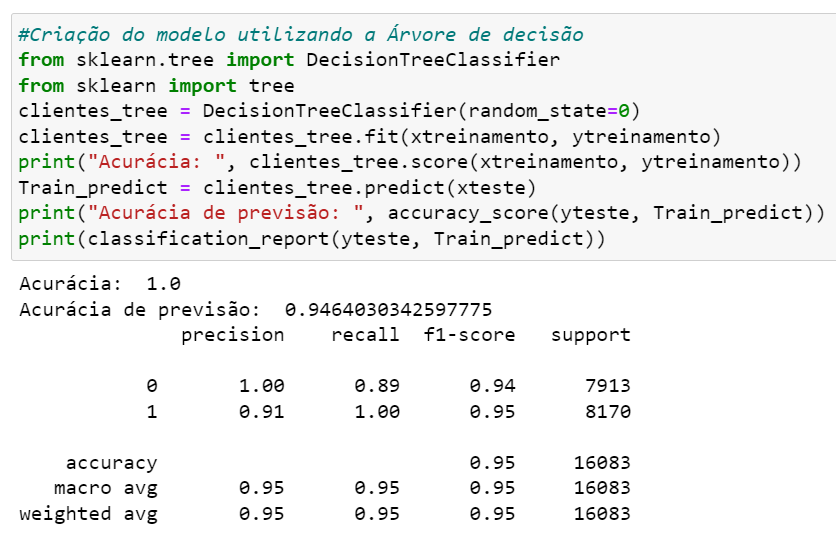 #Criação do modelo utilizando a Árvore de decisão
from sklearn.tree import DecisionTreeClassifier
from sklearn import tree
clientes_tree = DecisionTreeClassifier(random_state=0)
clientes_tree = clientes_tree.fit(xtreinamento, ytreinamento)
print("Acurácia: ", clientes_tree.score(xtreinamento, ytreinamento))
Train_predict = clientes_tree.predict(xteste)
print("Acurácia de previsão: ", accuracy_score(yteste, Train_predict))
print(classification_report(yteste, Train_predict))
Acurácia:  1.0
Acurácia de previsão:  0.9464030342597775
              precision    recall  f1-score   support
           0       1.00      0.89      0.94      7913
           1       0.91      1.00      0.95      8170
    accuracy                           0.95     16083
   macro avg       0.95      0.95      0.95     16083
weighted avg       0.95      0.95      0.95     16083